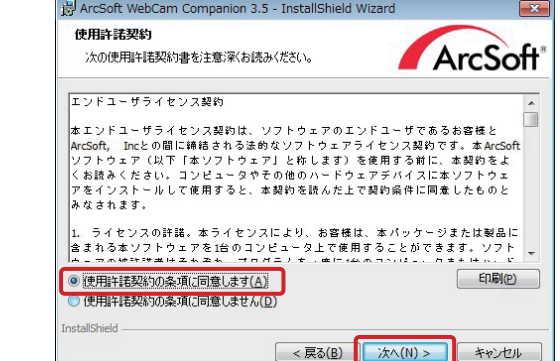 ArcSoft WebCam Companion 3.5 - InstallShield Wizard
使用許諾契約
次の使用許諾契約書を注意深くお読みください。
ArcSoft®
エンドユーザライセンス契約
本エンドユーザライセンス契約は、ソフトウェアのエンドユーザであるお客様と
ArcSoft, Incとの間に締結される法的なソフトウェアライセンス契約です。本ArcSoft
ソフトウェア（以下「本ソフトウェア」と称します）を使用する前に、本契約をよ
くお読みください。コンピュータやその他のハードウェアデバイスに本ソフトウェ
アをインストールして使用すると、本契約を読んだ上で契約条件に同意したものと
みなされます。
1. ライセンスの許諾。本ライセンスにより、お客様は、本パッケージまたは製品に
含まれる本ソフトウェアを1台のコンピュータ上で使用することができます。ソフト
使用許諾契約の条項に同意します(A)
印刷(P)
使用許諾契約の条項に同意しません(D)
InstallShield
< 戻る(B)
次へ(N) >
キャンセル